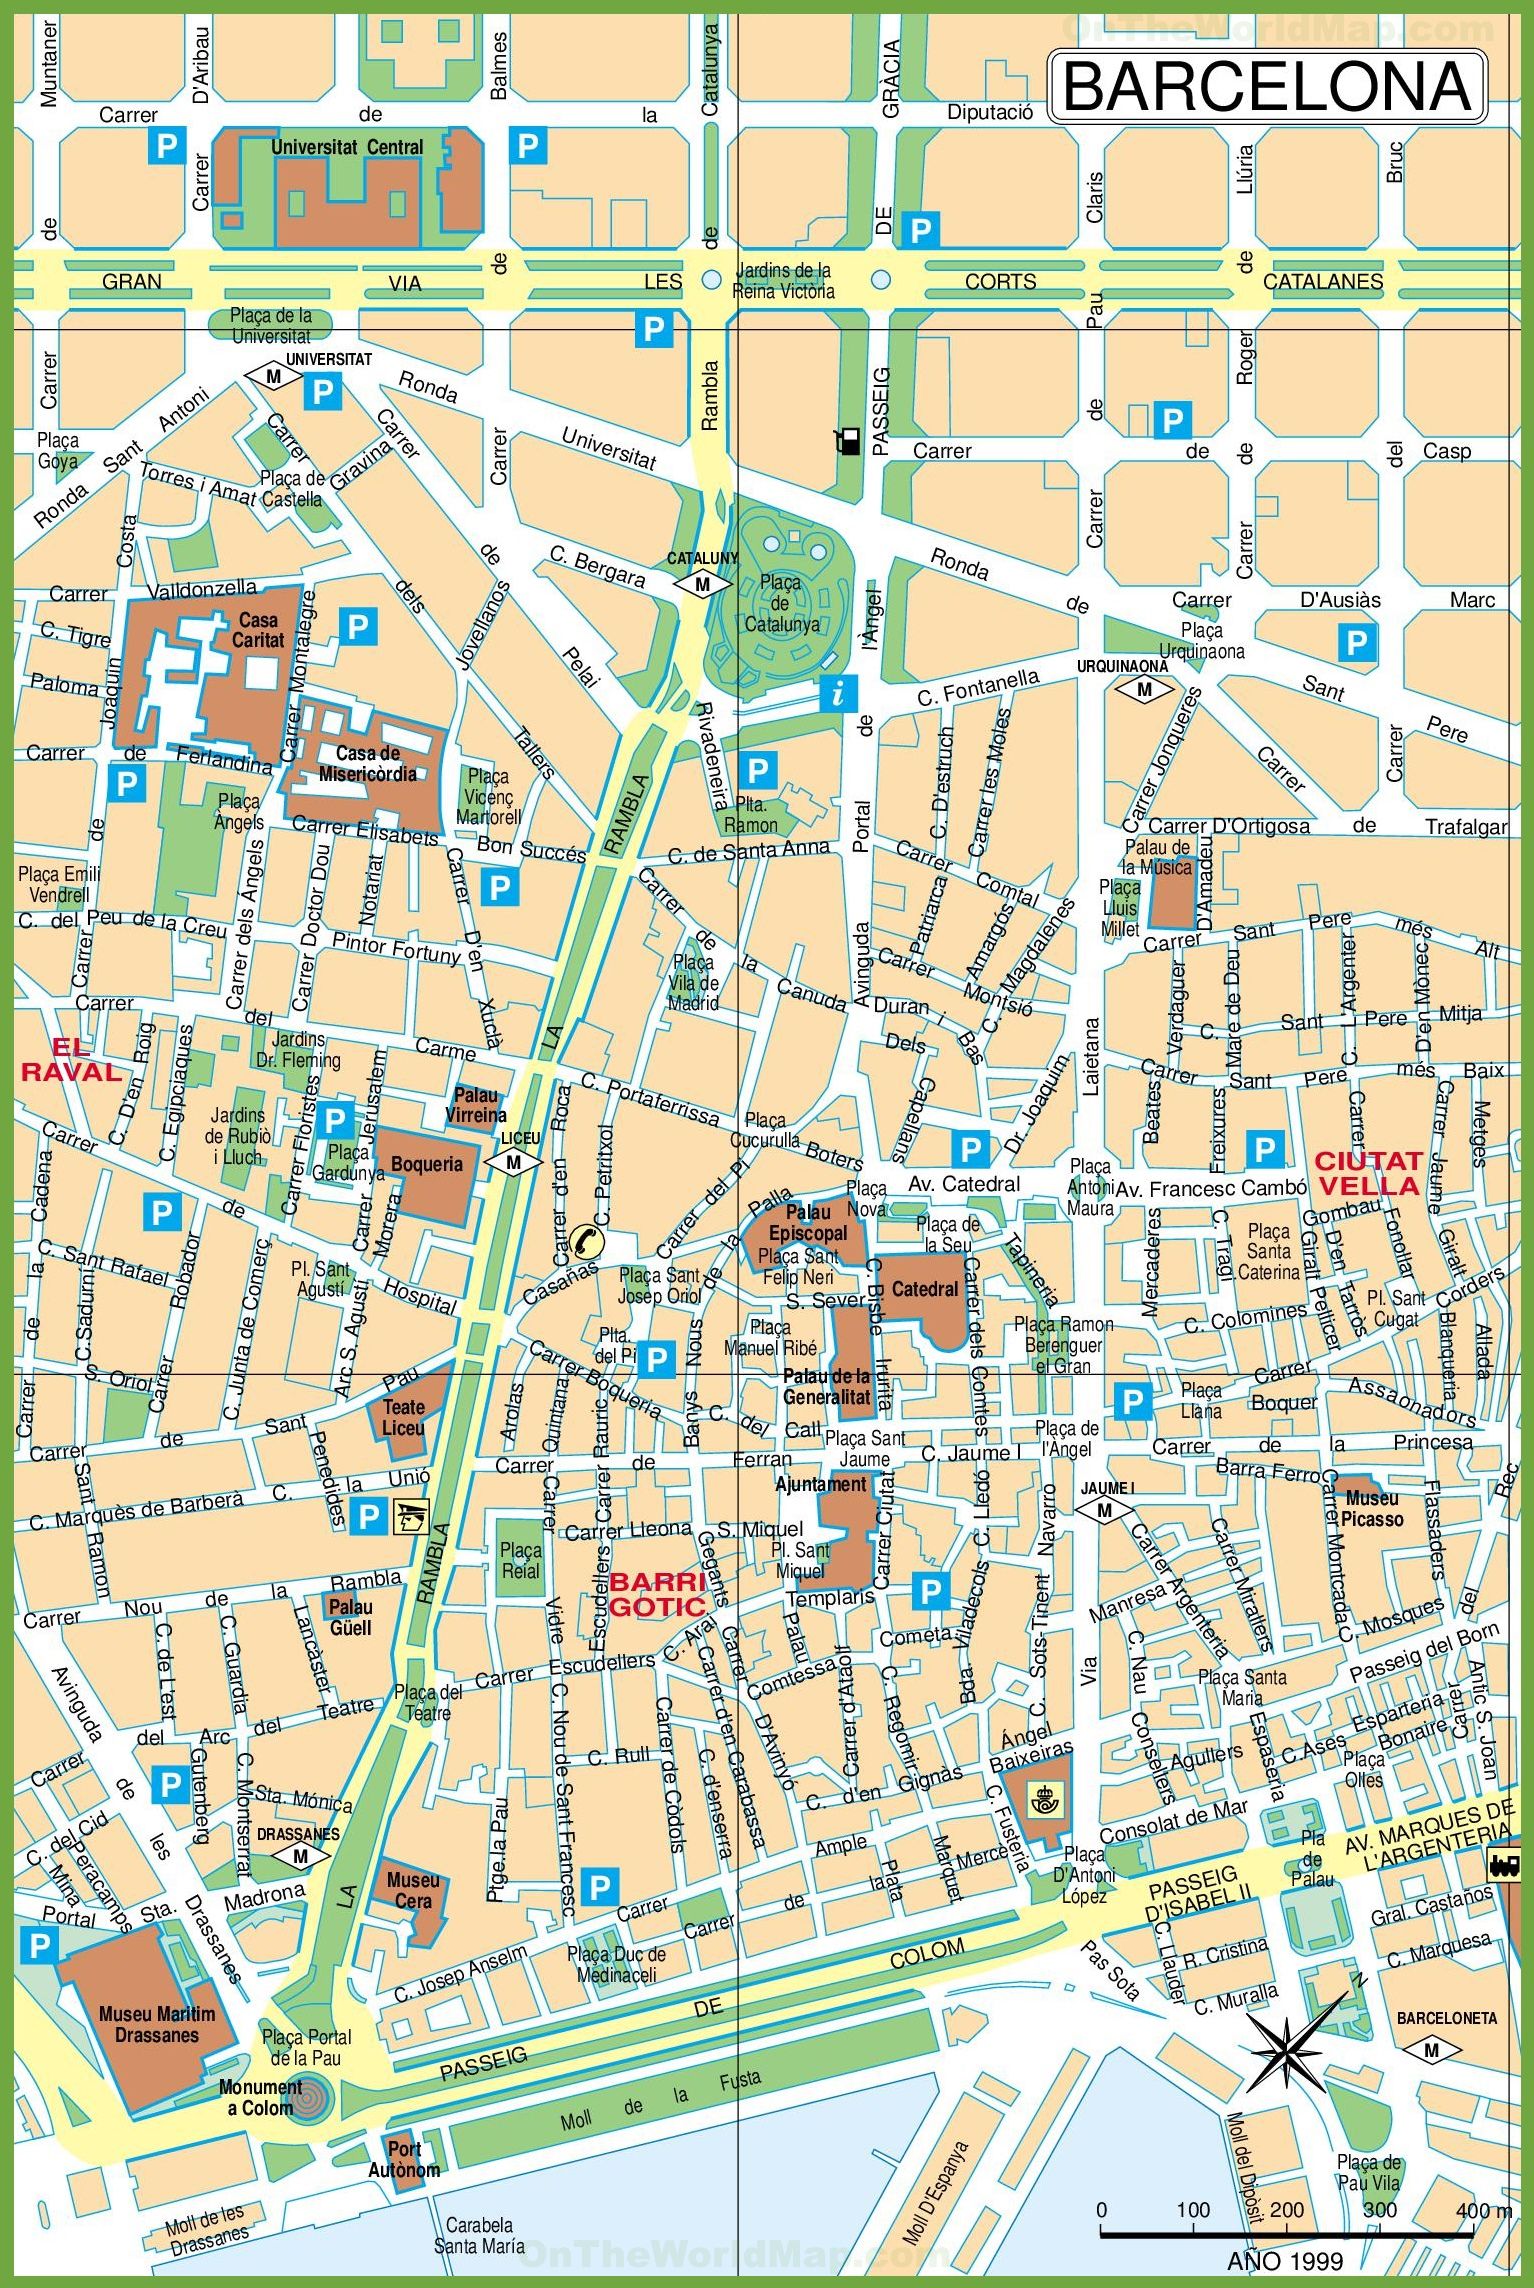 OnTheWorldMap.com
BARCELONA
Muntaner
D'Aribau
Balmes
Catalunya
GRÀCIA
Carrer
de
la
Diputació
P
P
Universitat Central
Carrer
Claris
Llúria
Bruc
de
de
de
DE
P
de
GRAN
VIA
LES
Jardins de la
Reina Victòria
CORTS
CATALANES
Plaça de la
Universitat
P
Pau
UNIVERSITAT
M
P
Ronda
Rambla
PASSEIG
Roger
Carrer
Antoni
Carrer
Carrer
de
P
Plaça
Goya
Sant
Ronda
Universitat
Carrer
Carrer
de
de
del
Casp
Torres i Amat
Plaça de
Castella
Gravina
Costa
de
C. Bergara
CATALUNY
M
Plaça
de
Catalunya
l'Àngel
Ronda
de
Carrer
Carrer
Carrer
D'Ausiàs
Marc
Carrer
Valldonzella
Casa
Caritat
P
dels
Jovellanos
Plaça
Urquinaona
P
C. Tigre
Paloma
Joaquin
Carrer Montalegre
Pelai
URQUINAONA
M
i
C. Fontanella
Sant
Pere
Carrer
de
Ferlandina
Casa de
Misericòrdia
Tallers
Rivadeneira
de
Carrer Jonqueres
Carrer
Carrer
P
Plaça
Àngels
Plaça
Vicenç
Martorell
RAMBLA
P
Plta.
Ramon
C. D'estruch
Carrer les Moles
de
Carrer Elisabets
Bon Succés
C. de Santa Anna
Portal
Carrer
Comtal
Carrer D'Ortigosa
de
Trafalgar
Palau de
la Música
Plaça
Lluis
Millet
D'Amadeu
Plaça Emili
Vendrell
P
Carrer
de
la
Canuda
C. del Peu de la Creu
Carrer
Carrer dels Àngels
Carrer Doctor Dou
Notariat
Pintor Fortuny
Carrer
D'en
Xuclà
Plaça
Vila de
Madrid
Avinguda
Patriarca
Amargós
C. Magdalenes
Carrer
Montsió
Carrer
Sant
Pere
més
Alt
Carrer
del
Carme
LA
Duran i
Bas
Dels
Capellans
Dr. Joaquim
Laietana
Verdaguer
Mare de Deu
C. L'Argenter
Den Mònec
C.
Sant
Pere
Mitja
EL
RAVAL
C. D'en Roig
C. Egipciaques
Jardins
Dr. Fleming
Jardins
de Rubiò
i Lluch
Carrer Floristes
P
Jerusalem
Plaça
Gardunya
Palau
Virreina
Boqueria
LICEU
M
C. Portaferrissa
Plaça
Cucurulla
Boters
P
Carrer
Sant
Pere
més
Baix
Beates
Freixures
P
Carrer
Carrer
Jaume
Metges
CIUTAT
VELLA
Carrer
Cadena
P
de
Carrer
Morera
Carrer d'en
Roca
C. Petritxol
Carrer del Pi
Palla
la
Plaça
Nova
Palau
Episcopal
Av. Catedral
Plaça
Antoni
Maura
Av. Francesc Cambó
C. Sant Rafael
Robador
Pl. Sant
Agustí
Hospital
Casañas
Plaça Sant
Josep Oriol
de
Plaça Sant
Felip Neri
S. Sever
C. Bisbe
Catedral
Plaça de
la Seu
Tapineria
Mercaderes
C. Tragí
Plaça
Santa
Caterina
Gombau
Giralt Pellicer
D'en Tarròs
Fonollar
Giralt
Corders
la
de
C. Sadurní
C. Junta de Comerç
Arc S. Agustí
Plta.
del Pi
P
Nous
Plaça
Manuel Ribé
Plaça Ramon
Berenguer
el Gran
C. Colomines
Pl. Sant
Cugat
Blanqueria
Allada
S. Oriol
Carrer
Pau
Teate
Liceu
Carrer Boqueria
Palau de la
Generalitat
Irurita
Carrer dels Comtes
P
Plaça
Llana
Carrer
Boquer
Assaonadors
Carrer
Carrer
de
Sant
Arolas
Quintana
Carrer Rauric
Banys
C. del
Call
Plaça Sant
Jaume
C. Jaume I
Plaça de
l'Àngel
Carrer
de
la
Princesa
Sant
Ramon
Penedides
C.
la
Unió
Carrer
de
Ferran
Ajuntament
C. Lledó
Navarro
JAUME I
M
Barra Ferro
Museu
Picasso
Rec
C. Marquès de Barberà
P
RAMBLA
Plaça
Reial
Carrer
Carrer Lleona
S. Miquel
Pl. Sant
Miquel
Carrer Ciutat
Carrer Argenteria
Carrer Mirallers
Carrer Montcada
Flassaders
BARRI
GOTIC
Gegants
Templaris
P
Manresa
C. Mosques
del
Carrer
Nou
de
la
Rambla
Palau
Güell
Vidre
Escudellers
C. Arai
Palau
Cometa
Viladecols
Bda.
C. Sots-Tinent
Via
C. Nau
Passeig del Born
C. de L'est
C. Guardia
Lancàster
Carrer
Escudellers
Carrer
Comtessa
Carrer d'Ataülf
C. Regomir
Plaça Santa
Maria
Antic S. Joan
Avinguda
del
Arc
del
Teatre
Plaça del
Teatre
C. Nou de Sant Francesc
C. Rull
Carrer de Còdols
Carrer d'en Carabassa
D'Avinyó
Àngel
Baixeiras
Consellers
Agullers
Espaseria
C. Ases
Esparteria
Bonaire
Carrer
Plaça
Olles
Carrer
P
de
les
Gutenberg
C. Montserrat
Sta. Mónica
Ptge. la Pau
C. d'enserra
C. d'en Gignàs
C. Fusteria
Consolat de Mar
Pla
de
Palau
AV. MARQUES DE
L'ARGENTERIA
C. del Cid
Peracamps
Mina
DRASSANES
M
Museu
Cera
P
Ample
Mercè
Marquet
Plata
la
de
Plaça
D'Antoni
López
PASSEIG
D'ISABEL II
Portal
Sta.
Madrona
Drassanes
LA
Carrer
Carrer
Gral. Castaños
P
Museu Maritim
Drassanes
C. Josep Anselm
Plaça Duc de
Medinaceli
COLOM
Pas Sota
C. Llauder
R. Cristina
C. Marquesa
N
Plaça Portal
de la Pau
DE
C. Muralla
BARCELONETA
M
Monument
a Colom
PASSEIG
Moll
de
la
Fusta
Port
Autònom
Moll D'Espanya
Moll del Dipòsit
Plaça de
Pau Vila
Moll de les
Drassanes
Carabela
Santa María
0
100
200
300
400 m
OnTheWorldMap.com
AÑO 1999